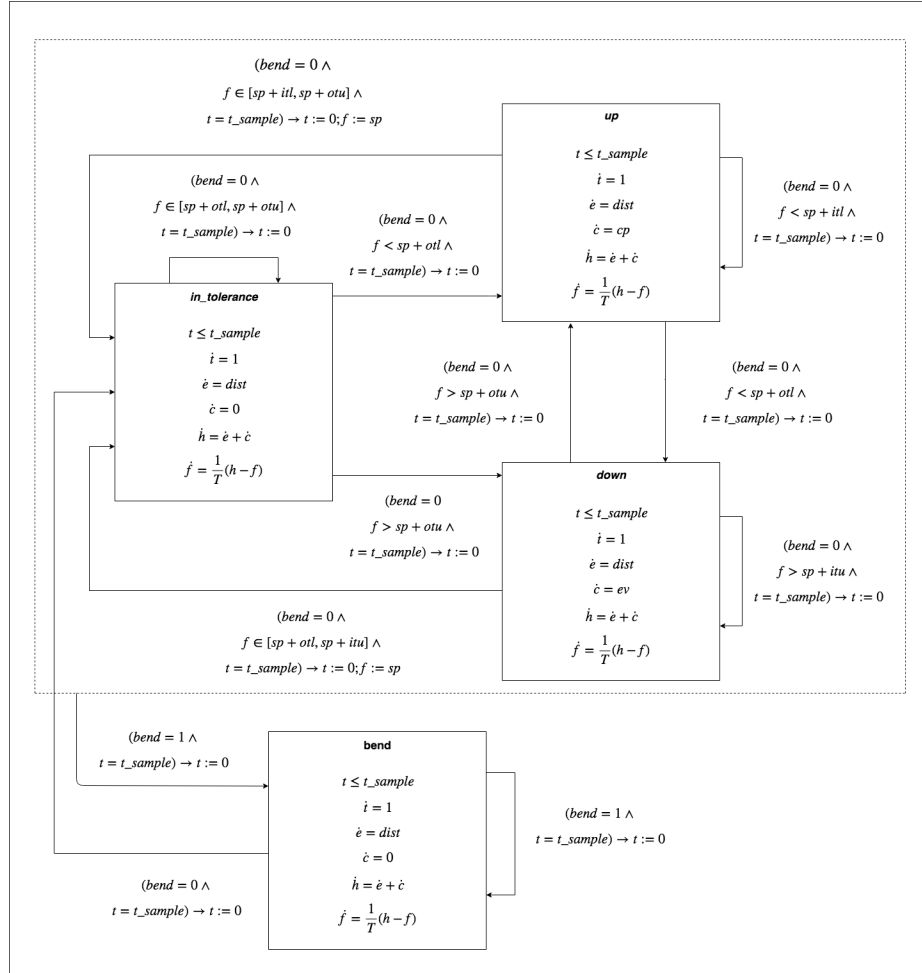 (bend = 0 ∧
f ∈ [sp + itl, sp + otu] ∧
t = t_sample) → t := 0; f := sp
up
t ≤ t_sample
ṫ = 1
ė = dist
ċ = cp
ḣ = ė + ċ
ḟ = 1/T (h − f)
(bend = 0 ∧
f < sp + itl ∧
t = t_sample) → t := 0
(bend = 0 ∧
f ∈ [sp + otl, sp + otu] ∧
t = t_sample) → t := 0
(bend = 0 ∧
f < sp + otl ∧
t = t_sample) → t := 0
in_tolerance
t ≤ t_sample
ṫ = 1
ė = dist
ċ = 0
ḣ = ė + ċ
ḟ = 1/T (h − f)
(bend = 0 ∧
f > sp + otu ∧
t = t_sample) → t := 0
(bend = 0 ∧
f < sp + otl ∧
t = t_sample) → t := 0
(bend = 0
f > sp + otu ∧
t = t_sample) → t := 0
down
t ≤ t_sample
ṫ = 1
ė = dist
ċ = ev
ḣ = ė + ċ
ḟ = 1/T (h − f)
(bend = 0 ∧
f > sp + itu ∧
t = t_sample) → t := 0
(bend = 0 ∧
f ∈ [sp + otl, sp + itu] ∧
t = t_sample) → t := 0; f := sp
(bend = 1 ∧
t = t_sample) → t := 0
bend
t ≤ t_sample
ṫ = 1
ė = dist
ċ = 0
ḣ = ė + ċ
ḟ = 1/T (h − f)
(bend = 1 ∧
t = t_sample) → t := 0
(bend = 0 ∧
t = t_sample) → t := 0